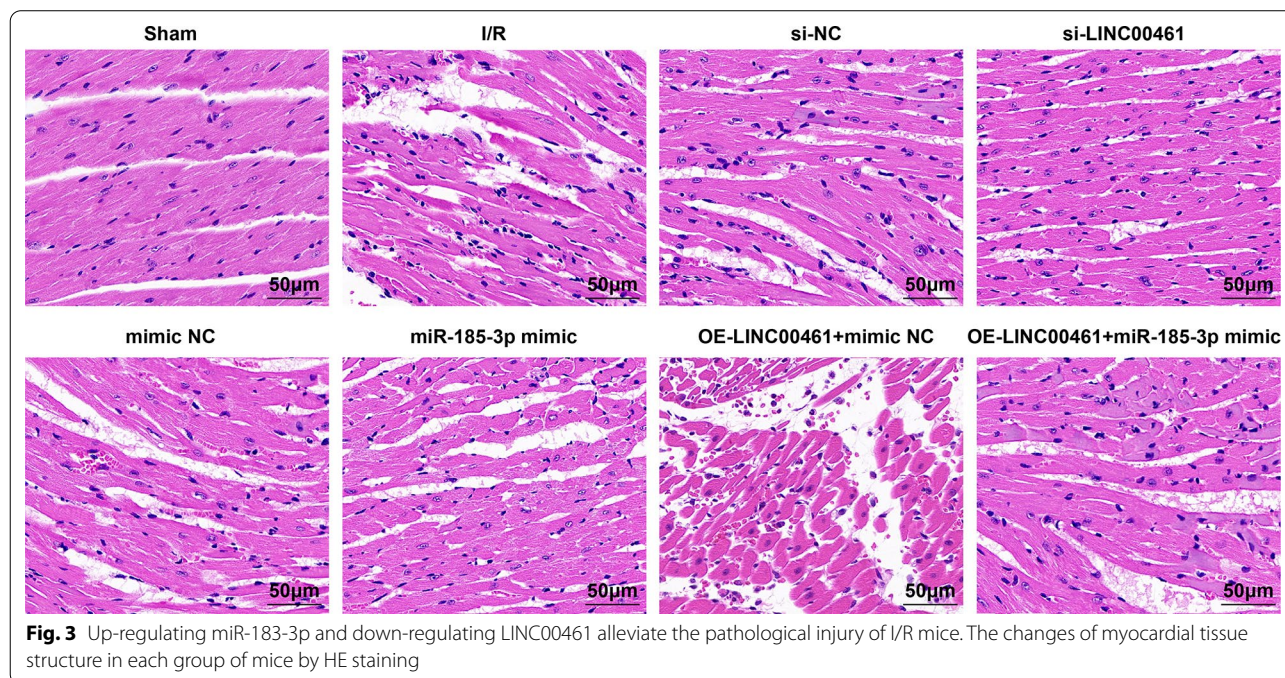 Sham I/R si-NC si-LINC00461
50µm 50µm 50µm 50µm
mimic NC miR-185-3p mimic OE-LINC00461+mimic NC OE-LINC00461+miR-185-3p mimic
50µm 50µm 50µm 50µm
Fig. 3 Up-regulating miR-183-3p and down-regulating LINC00461 alleviate the pathological injury of I/R mice. The changes of myocardial tissue
structure in each group of mice by HE staining